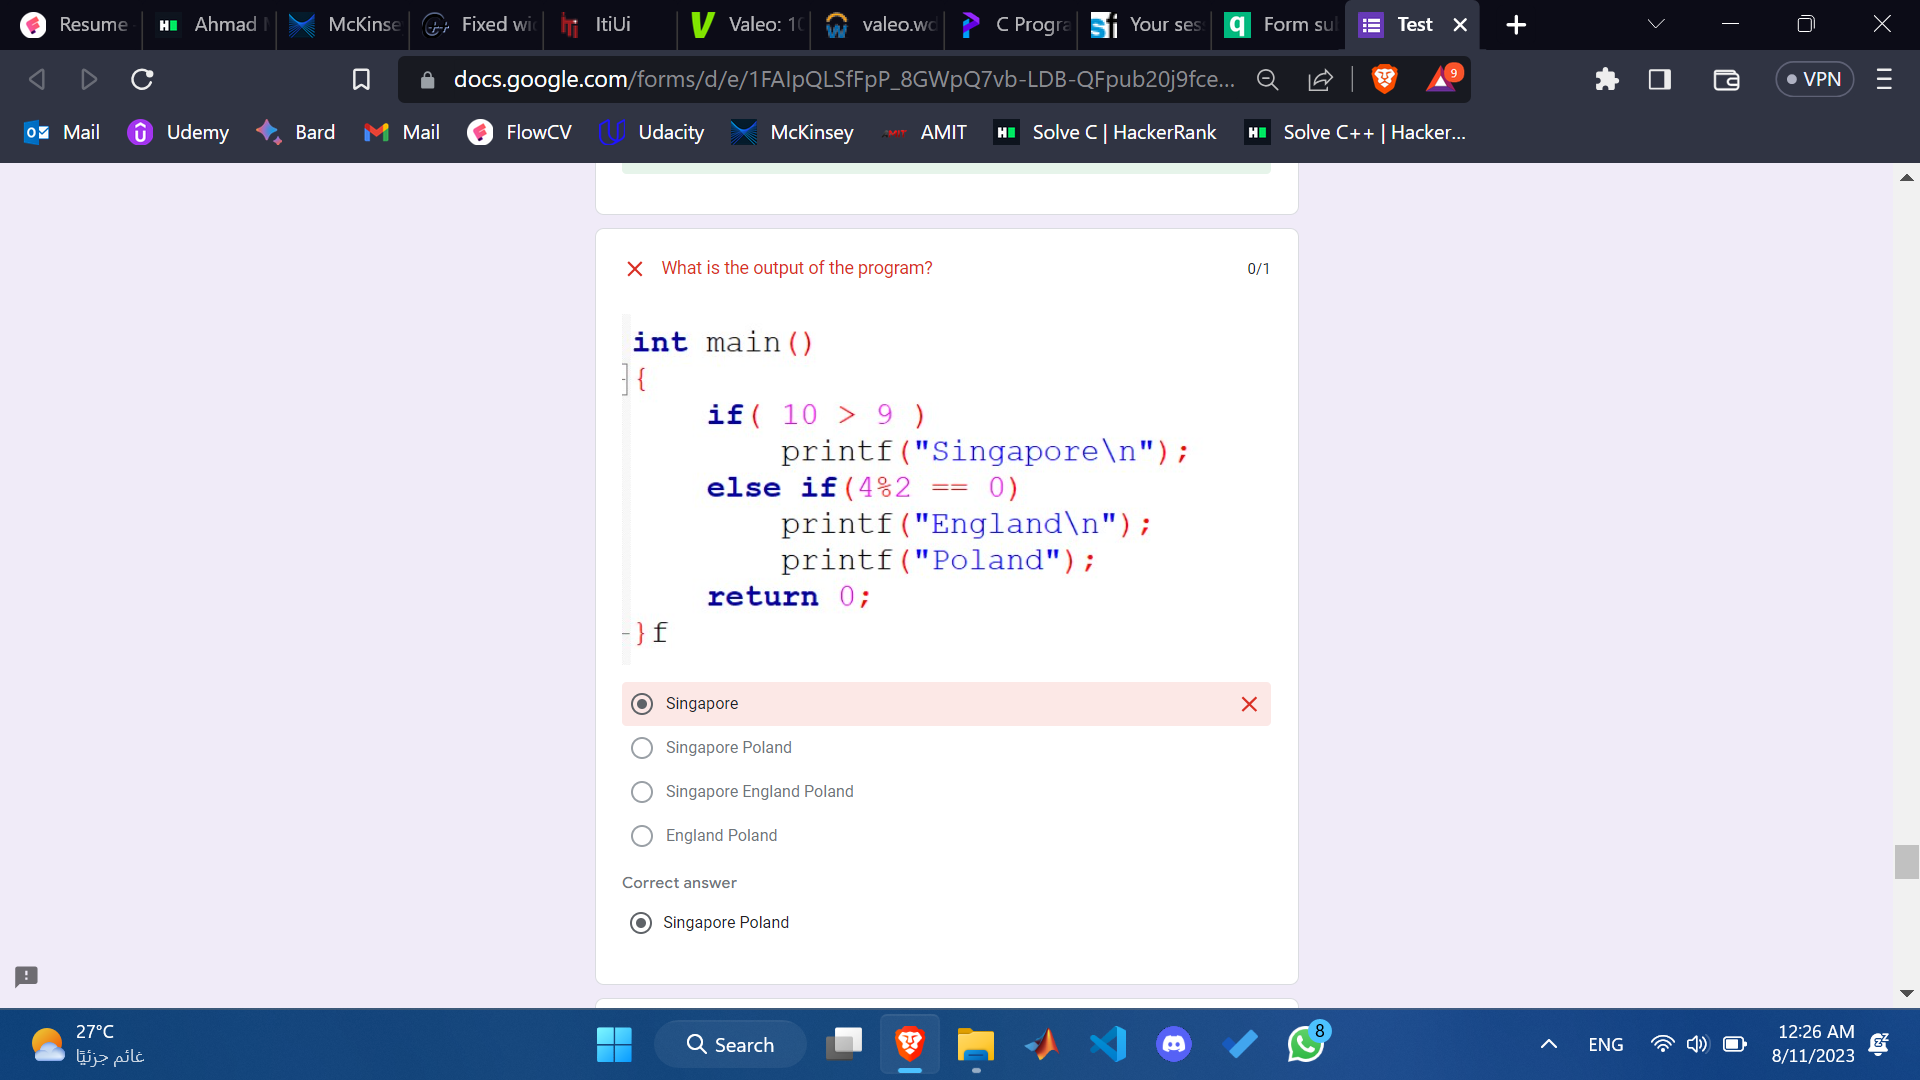 Resume
Ahmad
McKinse
Fixed wi
ItiUi
Valeo: 10
valeo.wd
C Progra
Your ses
Form sul
Test
docs.google.com/forms/d/e/1FAIpQLSfFpP_8GWpQ7vb-LDB-QFpub20j9fce...
9
VPN
Mail
Udemy
Bard
Mail
FlowCV
Udacity
McKinsey
AMIT
Solve C | HackerRank
Solve C++ | Hacker...
What is the output of the program?
0/1
int main()
{
if( 10 > 9 )
printf("Singapore\n");
else if(4%2 == 0)
printf("England\n");
printf("Poland");
return 0;
}f
Singapore
Singapore Poland
Singapore England Poland
England Poland
Correct answer
Singapore Poland
27°C
غائم جزئيًا
Search
8
ENG
12:26 AM
8/11/2023